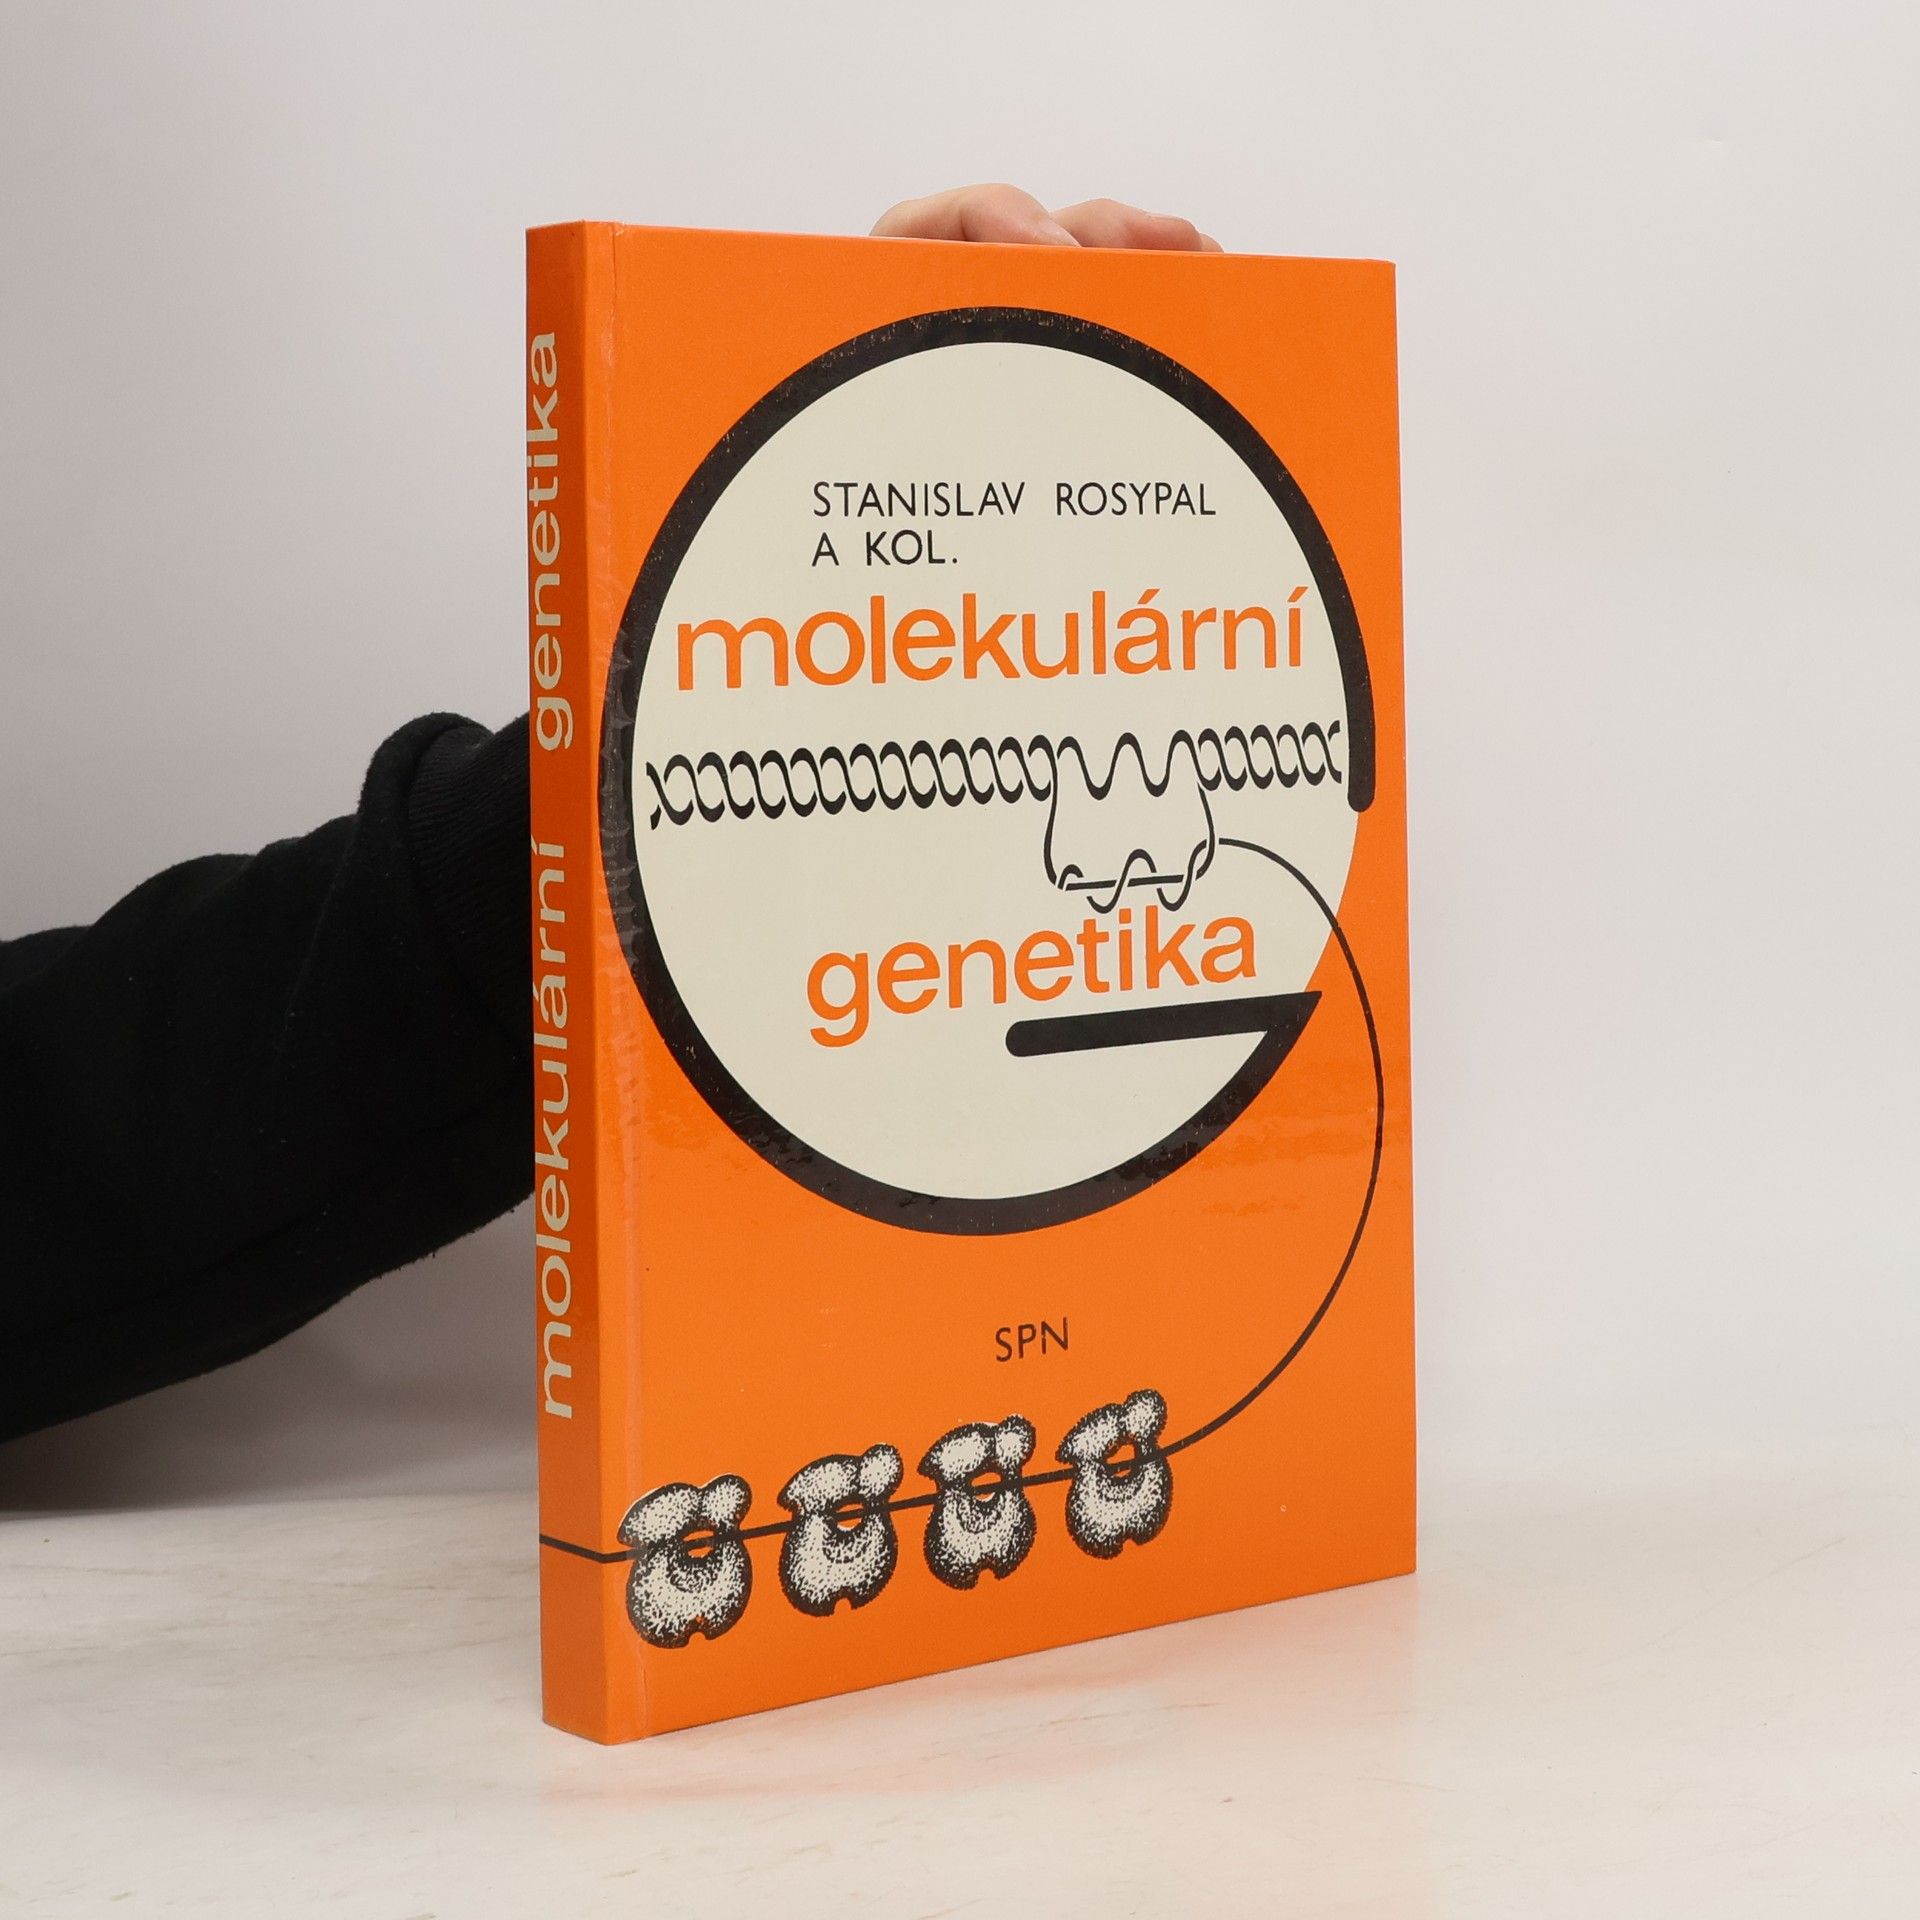 molekulární genetika
STANISLAV ROSYPAL
A KOL.
molekulární
genetika
SPN